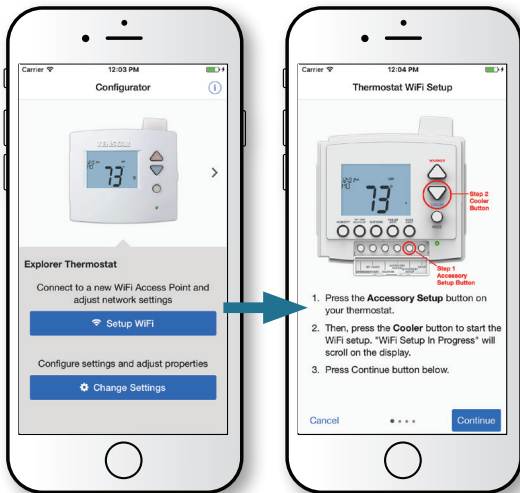 Carrier 12:03 PM
Configurator
VENSTAR
73°
Explorer Thermostat
Connect to a new WiFi Access Point and
adjust network settings
Setup WiFi
Configure settings and adjust properties
Change Settings
Carrier 12:04 PM
Thermostat WiFi Setup
WARMER
73°
Step 2
Cooler
Button
MODE
Step 1
Accessory
Setup Button
1. Press the Accessory Setup button on
your thermostat.
2. Then, press the Cooler button to start the
WiFi setup. "WiFi Setup In Progress" will
scroll on the display.
3. Press Continue button below.
Cancel
Continue